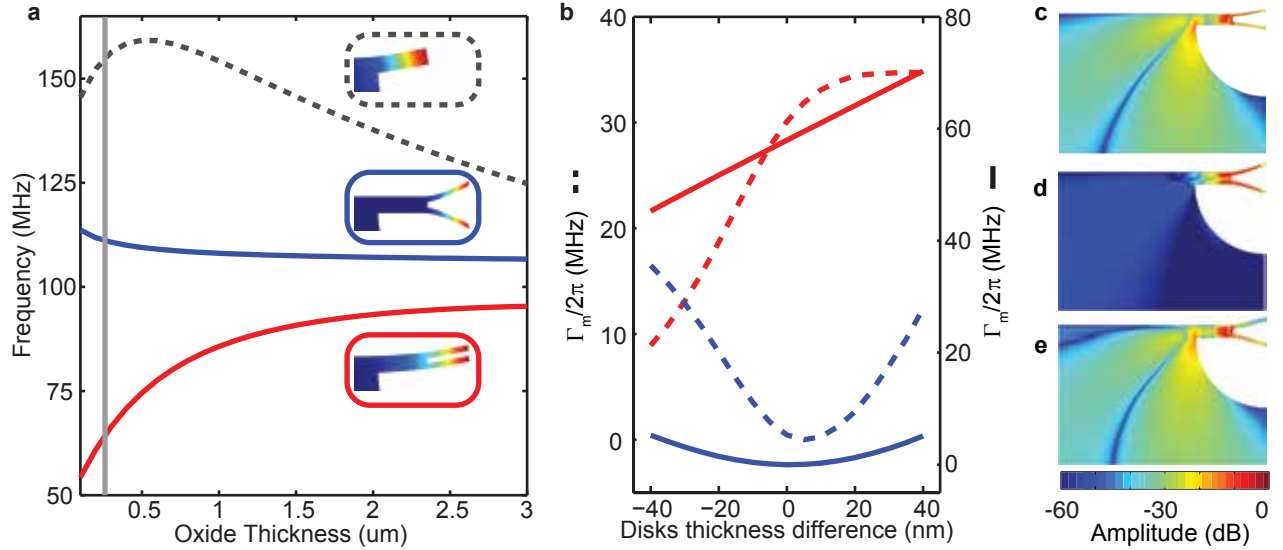 a
Frequency (MHz)
150
125
100
75
50
0.5
1
1.5
2
2.5
3
Oxide Thickness (um)
b
Γm/2π (MHz)
40
30
20
10
0
−40
−20
0
20
40
Disks thickness difference (nm)
80
60
40
20
0
Γm/2π (MHz)
c
d
e
-60
-30
0
Amplitude (dB)